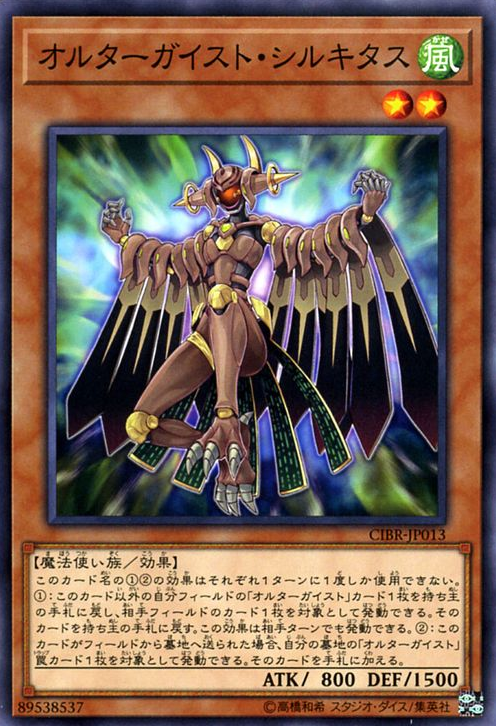 オルターガイスト・シルキタス 風
CIBR-JP013
【魔法使い族／効果】
このカード名の①②の効果はそれぞれ1ターンに1度しか使用できない。
①：このカード以外の自分フィールドの「オルターガイスト」カード1枚を持ち主
の手札に戻し、相手フィールドのカード1枚を対象として発動できる。その
カードを持ち主の手札に戻す。この効果は相手ターンでも発動できる。②：この
カードがフィールドから墓地へ送られた場合、自分の墓地の「オルターガイスト」
罠カード1枚を対象として発動できる。そのカードを手札に加える。
ATK/ 800 DEF/1500
89538537 ©高橋和希 スタジオ・ダイス/集英社